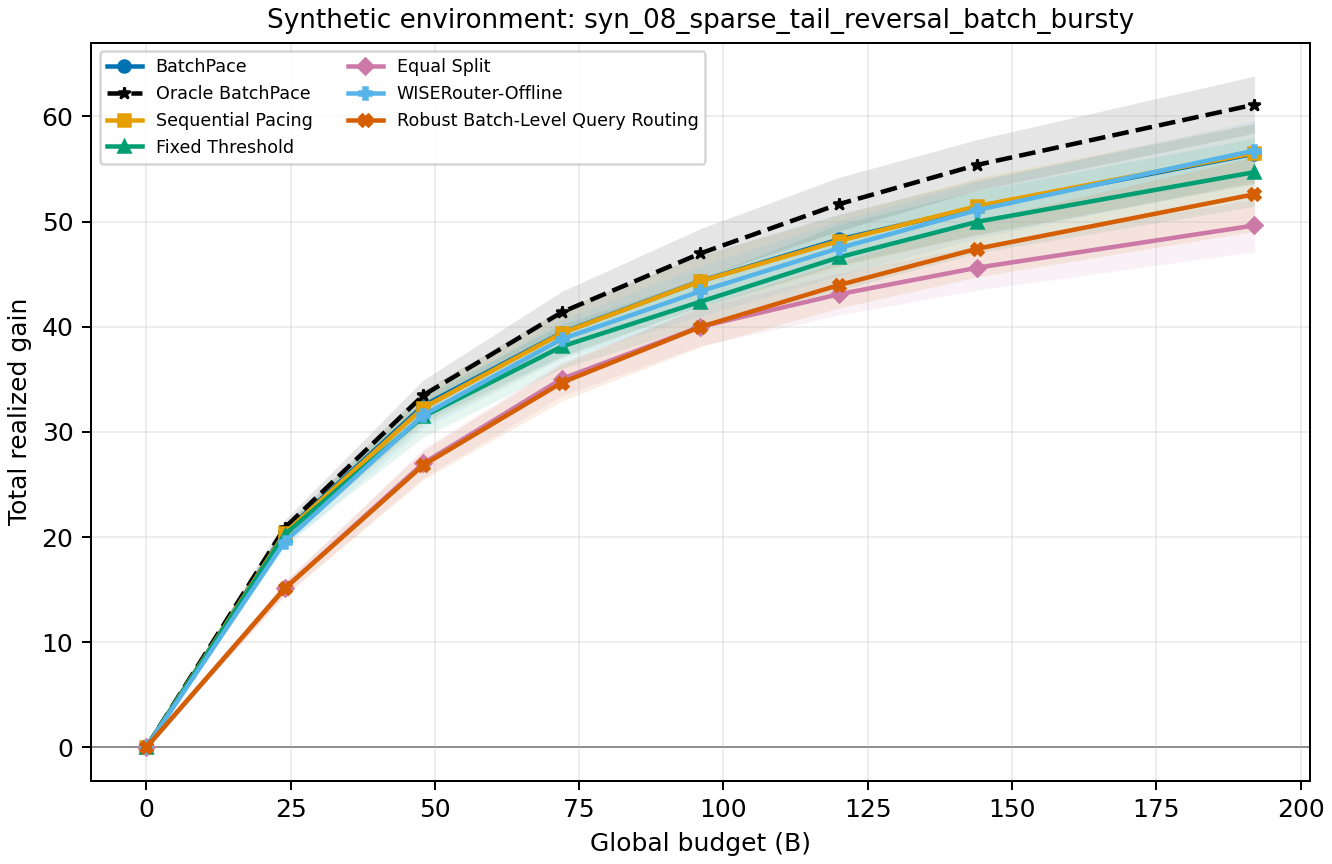 Synthetic environment: syn_08_sparse_tail_reversal_batch_bursty
BatchPace
Oracle BatchPace
Sequential Pacing
Fixed Threshold
Equal Split
WISERouter-Offline
Robust Batch-Level Query Routing
Total realized gain
60
50
40
30
20
10
0
0 25 50 75 100 125 150 175 200
Global budget (B)